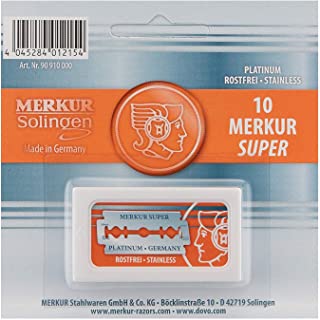 4 045284 012154
Art. Nr. 90 910 000
PLATINUM
ROSTFREI • STAINLESS
MERKUR
Solingen
Made in Germany
10
MERKUR
SUPER
MERKUR SUPER
PLATINUM • GERMANY
ROSTFREI • STAINLESS
MERKUR Stahlwaren GmbH & Co. KG • Böcklinstraße 10 • D 42719 Solingen
www.merkur-razors.com • www.dovo.com